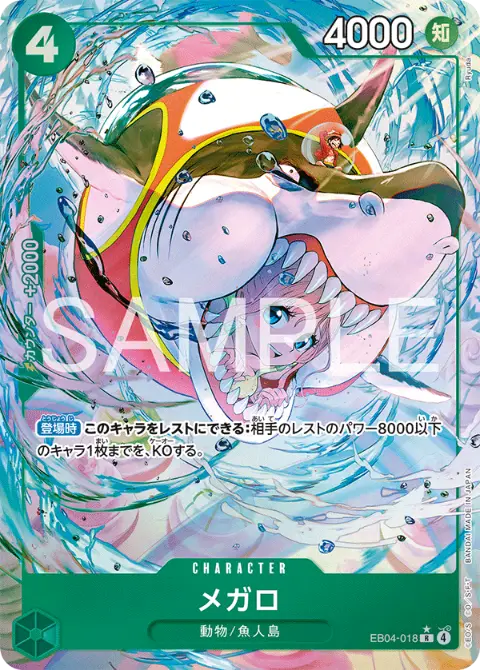 4
4000
知
Ryuda
カウンター +2000
SAMPLE
登場時 このキャラをレストにできる:相手のレストのパワー8000以下
のキャラ1枚までを、KOする。
BANDAI MADE IN JAPAN
CHARACTER
メガロ
動物/魚人島
EB04-018 R 4